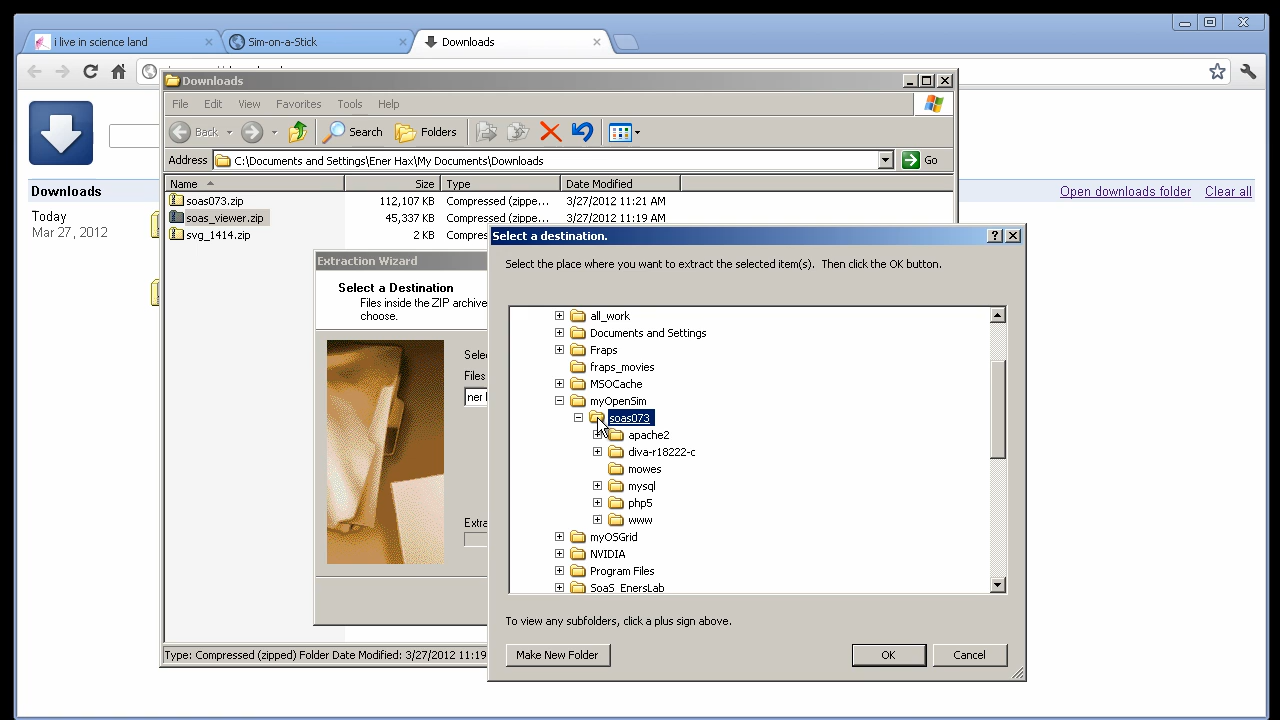 i live in science land
Sim-on-a-Stick
Downloads
Downloads
File Edit View Favorites Tools Help
Back Search Folders
Address C:\Documents and Settings\Ener Hax\My Documents\Downloads Go
Name Size Type Date Modified
Downloads
Open downloads folder Clear all
soas073.zip 112,107 KB Compressed (zippe... 3/27/2012 11:21 AM
soas_viewer.zip 45,337 KB Compressed (zippe... 3/27/2012 11:19 AM
svg_1414.zip 2 KB Compres
Today
Mar 27, 2012
Select a destination.
Select the place where you want to extract the selected item(s). Then click the OK button.
Extraction Wizard
Select a Destination
Files inside the ZIP archive
choose.
Selec
Files
ner
Extra
all_work
Documents and Settings
Fraps
fraps_movies
MSOCache
myOpenSim
soas073
apache2
diva-r18222-c
mowes
mysql
php5
www
myOSGrid
NVIDIA
Program Files
SoaS_EnersLab
To view any subfolders, click a plus sign above.
Make New Folder OK Cancel
Type: Compressed (zipped) Folder Date Modified: 3/27/2012 11:19